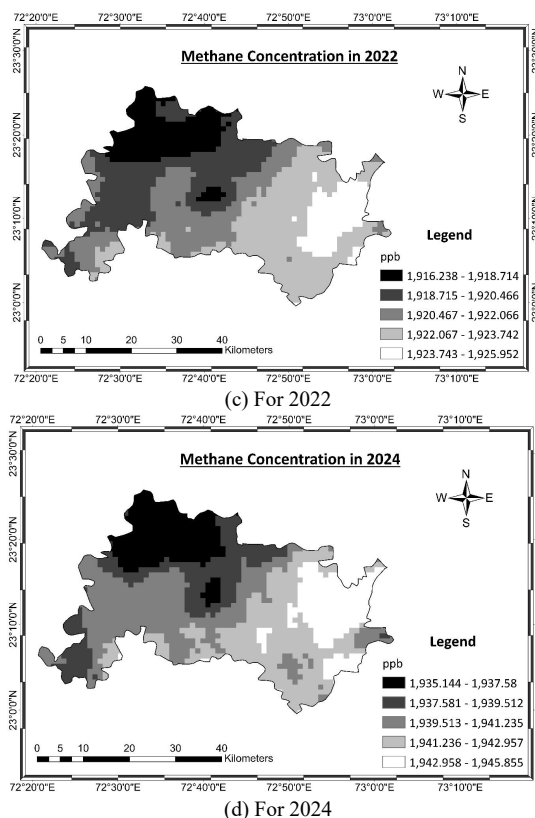 72°20'0"E 72°30'0"E 72°40'0"E 72°50'0"E 73°0'0"E 73°10'0"E
Methane Concentration in 2022
N
W E
S
23°30'0"N
23°20'0"N
23°10'0"N
23°0'0"N
Legend
ppb
1,916.238 - 1,918.714
1,918.715 - 1,920.466
1,920.467 - 1,922.066
1,922.067 - 1,923.742
1,923.743 - 1,925.952
0 5 10 20 30 40
Kilometers
72°20'0"E 72°30'0"E 72°40'0"E 72°50'0"E 73°0'0"E 73°10'0"E
(c) For 2022
72°20'0"E 72°30'0"E 72°40'0"E 72°50'0"E 73°0'0"E 73°10'0"E
Methane Concentration in 2024
N
W E
S
23°30'0"N
23°20'0"N
23°10'0"N
23°0'0"N
Legend
ppb
1,935.144 - 1,937.58
1,937.581 - 1,939.512
1,939.513 - 1,941.235
1,941.236 - 1,942.957
1,942.958 - 1,945.855
0 5 10 20 30 40
Kilometers
72°20'0"E 72°30'0"E 72°40'0"E 72°50'0"E 73°0'0"E 73°10'0"E
(d) For 2024